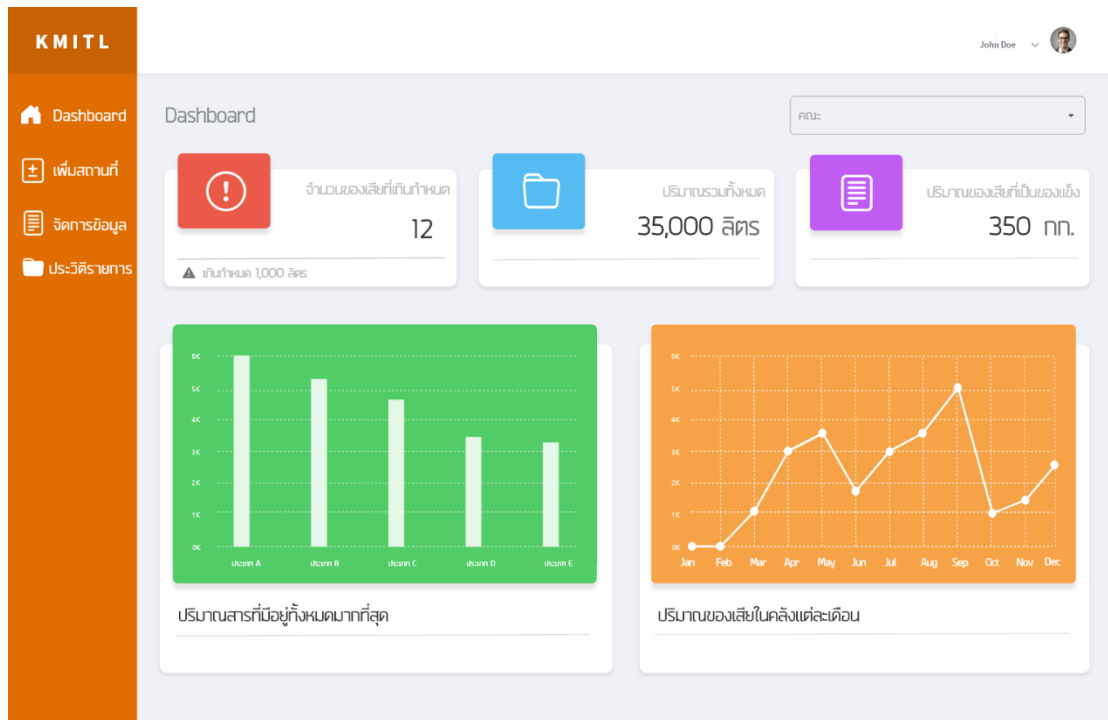 KMITL
John Doe
Dashboard
เพิ่มสถานที่
จัดการข้อมูล
ประวัติรายการ
Dashboard
คณะ
จำนวนของเสียที่เกินกำหนด
12
เกินกำหนด 1,000 ลิตร
ปริมาณรวมทั้งหมด
35,000 ลิตร
ปริมาณของเสียที่เป็นของแข็ง
350 กก.
6K
5K
4K
3K
2K
1K
0K
ประเภท A
ประเภท B
ประเภท C
ประเภท D
ประเภท E
ปริมาณสารที่มีอยู่ทั้งหมดมากที่สุด
6K
5K
4K
3K
2K
1K
0K
Jan Feb Mar Apr May Jun Jul Aug Sep Oct Nov Dec
ปริมาณของเสียในคลังแต่ละเดือน